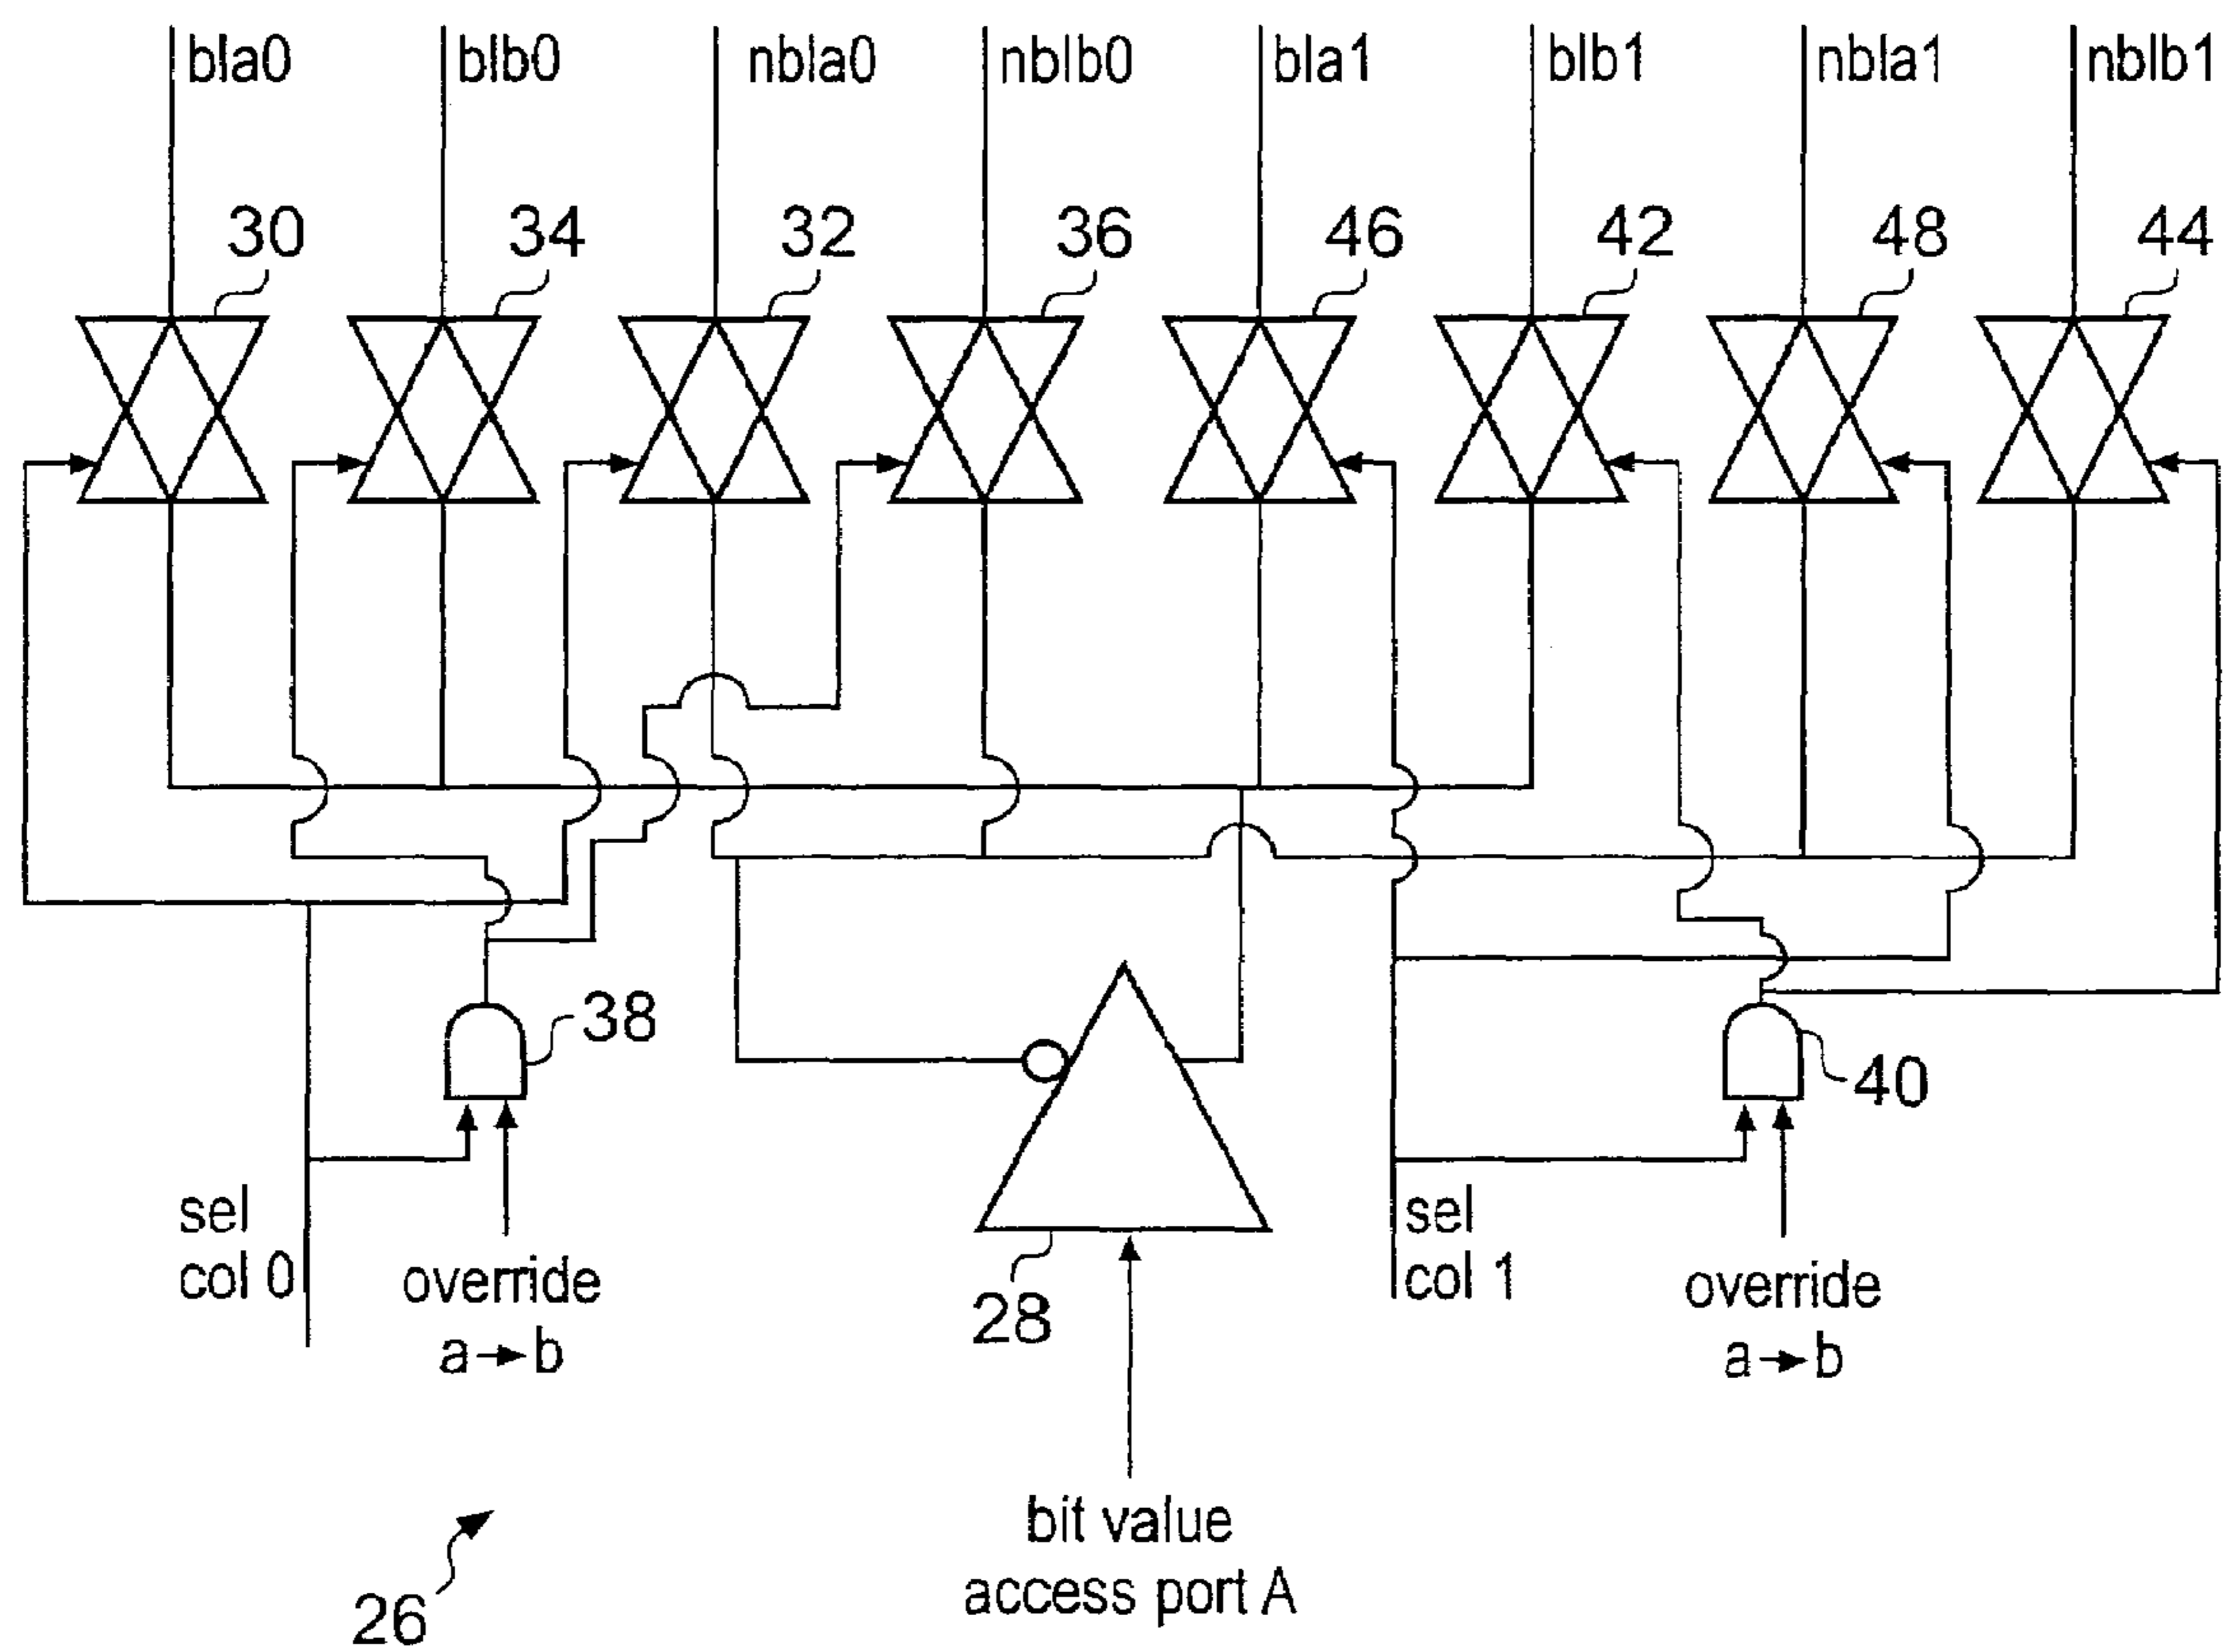 bla0 blb0 nbla0 nblb0 bla1 blb1 nbla1 nblb1
30 34 32 36 46 42 48 44
38
40
sel
col 0
override
a→b
28
sel
col 1
override
a→b
bit value
access port A
26